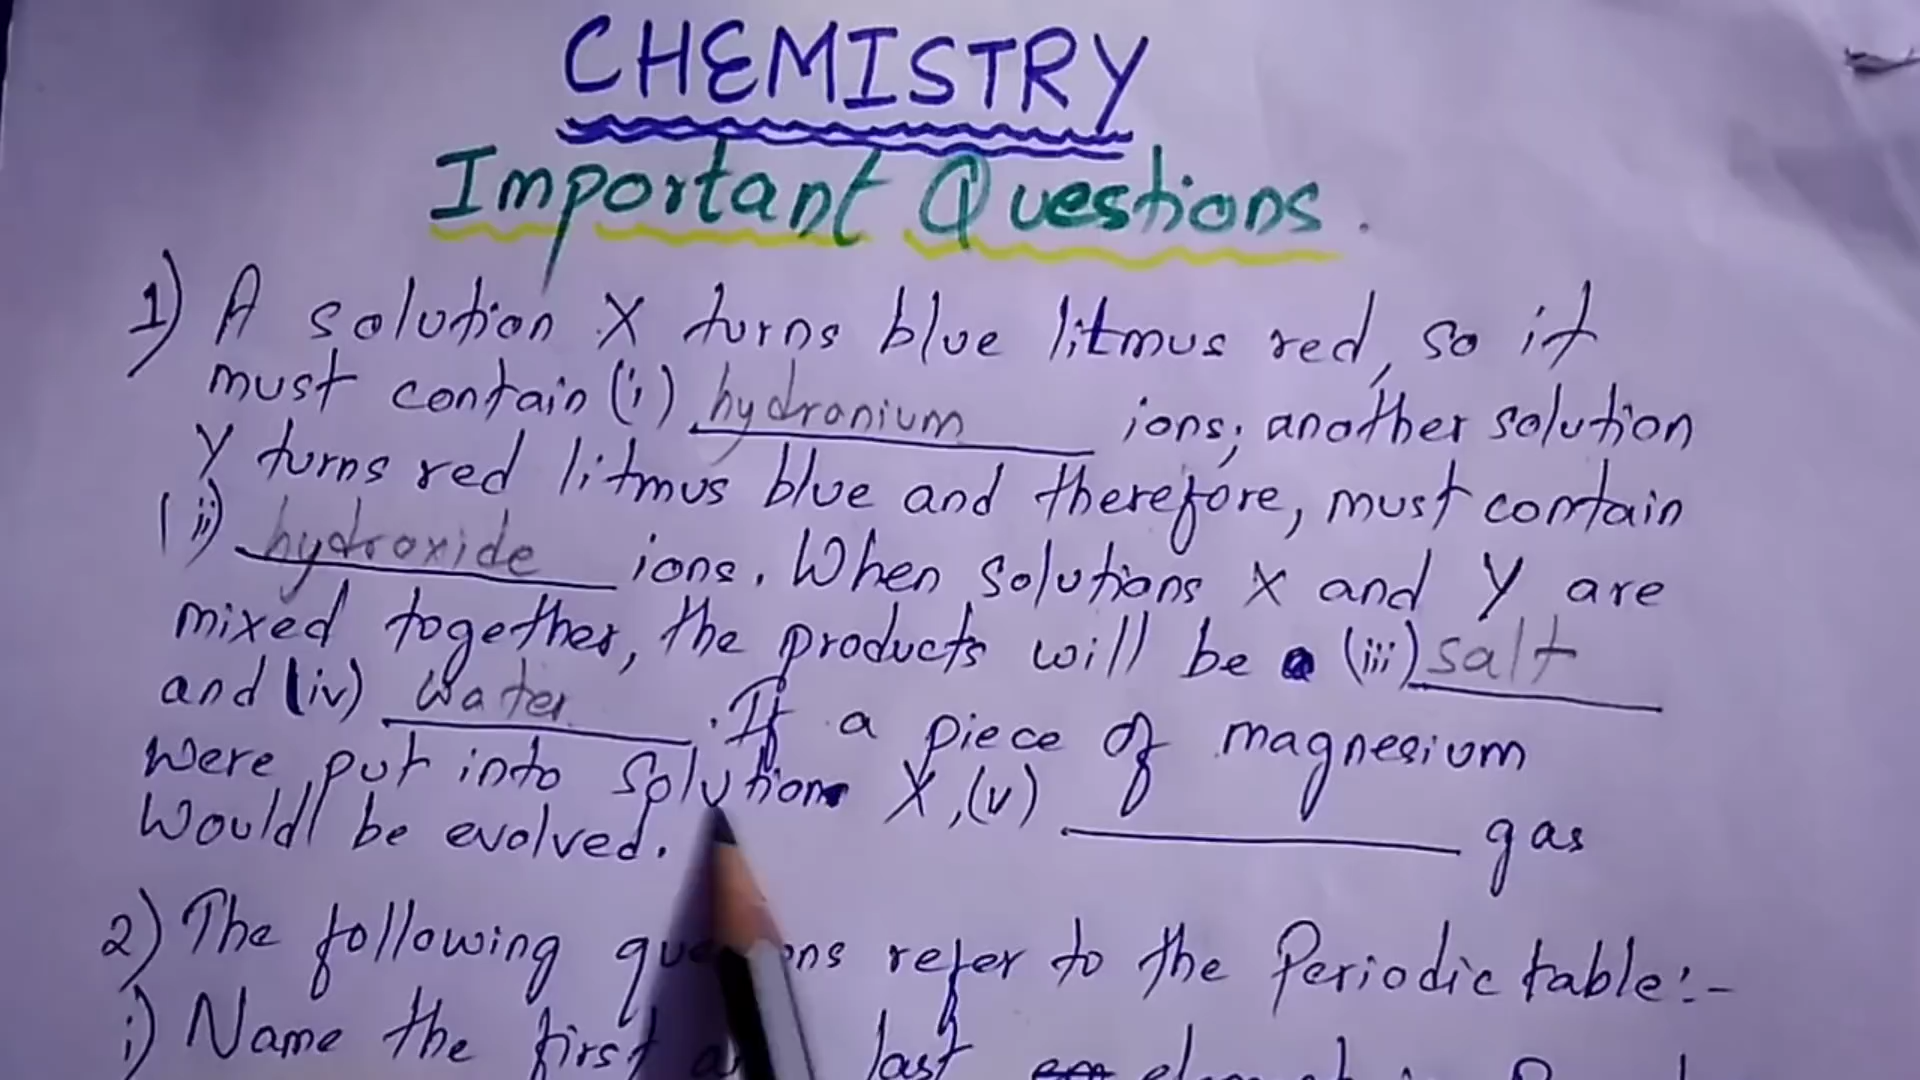 CHEMISTRY
Important Questions.
1) A solution X turns blue litmus red, so it
must contain (i) hydronium ions; another solution
Y turns red litmus blue and therefore, must contain
(ii) hydroxide ions. When solutions X and Y are
mixed together, the products will be a (iii) salt
and (iv) water. If a piece of magnesium
were put into solution X, (v) gas
would be evolved.
2) The following refer to the Periodic table:-
i) Name the first last